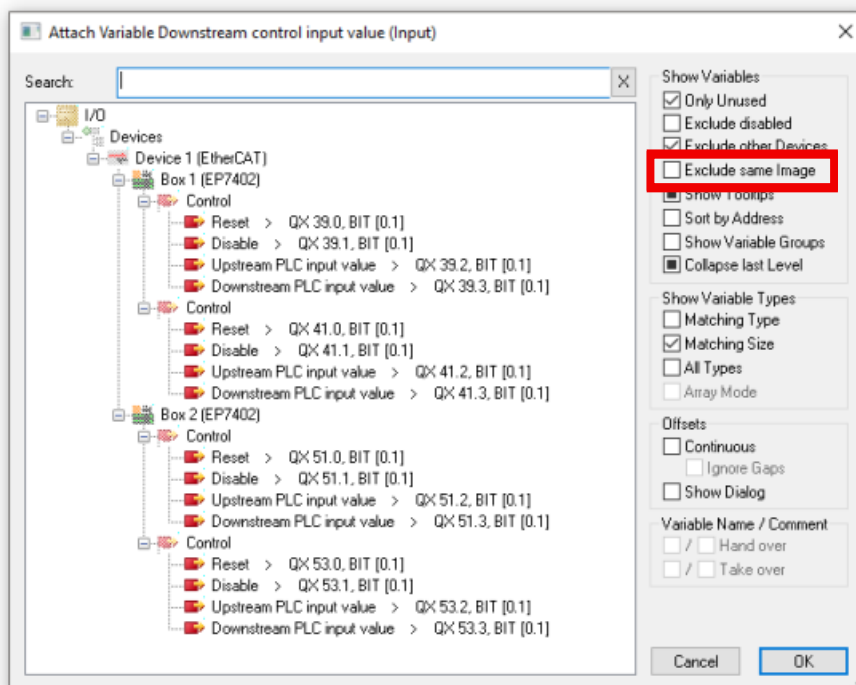 Attach Variable Downstream control input value (Input)
Search:
I/O
Devices
Device 1 (EtherCAT)
Box 1 (EP7402)
Control
Reset > QX 39.0, BIT [0.1]
Disable > QX 39.1, BIT [0.1]
Upstream PLC input value > QX 39.2, BIT [0.1]
Downstream PLC input value > QX 39.3, BIT [0.1]
Control
Reset > QX 41.0, BIT [0.1]
Disable > QX 41.1, BIT [0.1]
Upstream PLC input value > QX 41.2, BIT [0.1]
Downstream PLC input value > QX 41.3, BIT [0.1]
Box 2 (EP7402)
Control
Reset > QX 51.0, BIT [0.1]
Disable > QX 51.1, BIT [0.1]
Upstream PLC input value > QX 51.2, BIT [0.1]
Downstream PLC input value > QX 51.3, BIT [0.1]
Control
Reset > QX 53.0, BIT [0.1]
Disable > QX 53.1, BIT [0.1]
Upstream PLC input value > QX 53.2, BIT [0.1]
Downstream PLC input value > QX 53.3, BIT [0.1]
Show Variables
Only Unused
Exclude disabled
Exclude other Devices
Exclude same Image
Show Tooltips
Sort by Address
Show Variable Groups
Collapse last Level
Show Variable Types
Matching Type
Matching Size
All Types
Array Mode
Offsets
Continuous
Ignore Gaps
Show Dialog
Variable Name / Comment
/ Hand over
/ Take over
Cancel
OK